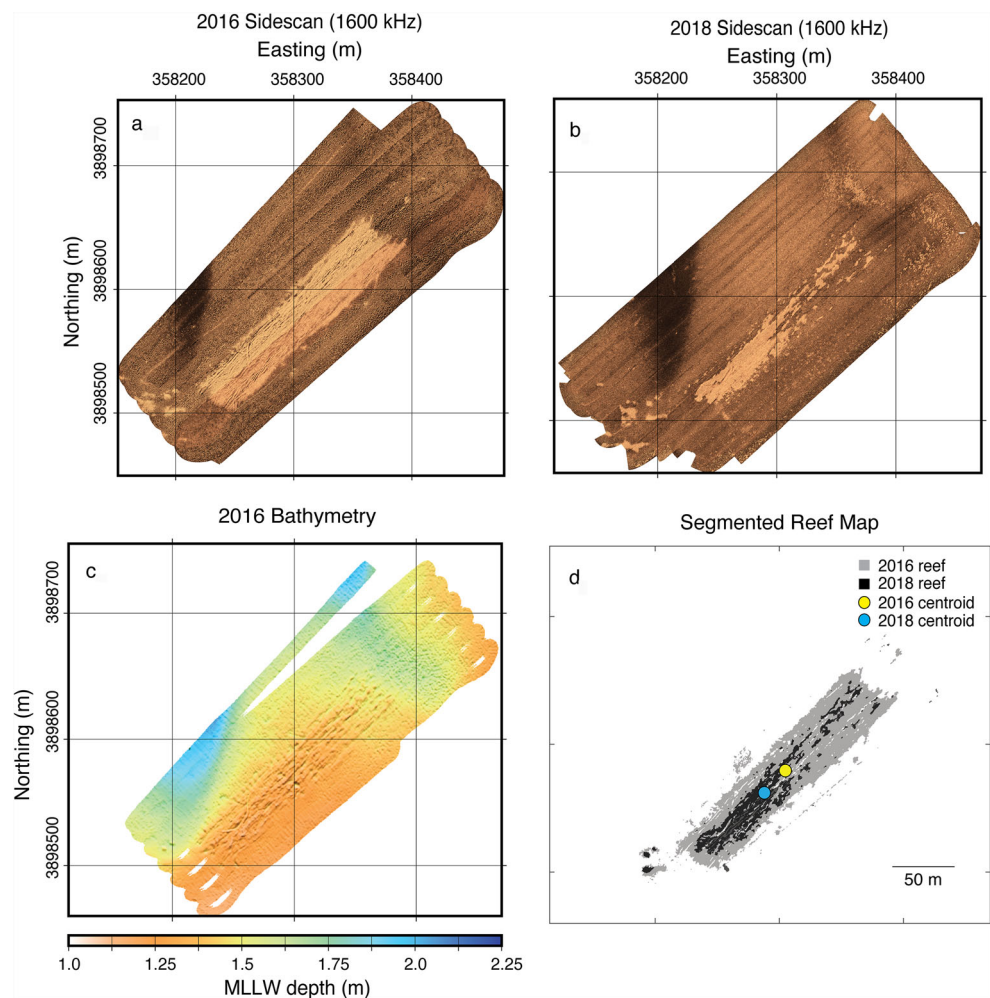 2016 Sidescan (1600 kHz)
Easting (m)
358200 358300 358400
a
3898700
3898600
3898500
Northing (m)
2018 Sidescan (1600 kHz)
Easting (m)
358200 358300 358400
b
2016 Bathymetry
c
3898700
3898600
3898500
Northing (m)
1.0 1.25 1.5 1.75 2.0 2.25
MLLW depth (m)
Segmented Reef Map
d
2016 reef
2018 reef
2016 centroid
2018 centroid
50 m